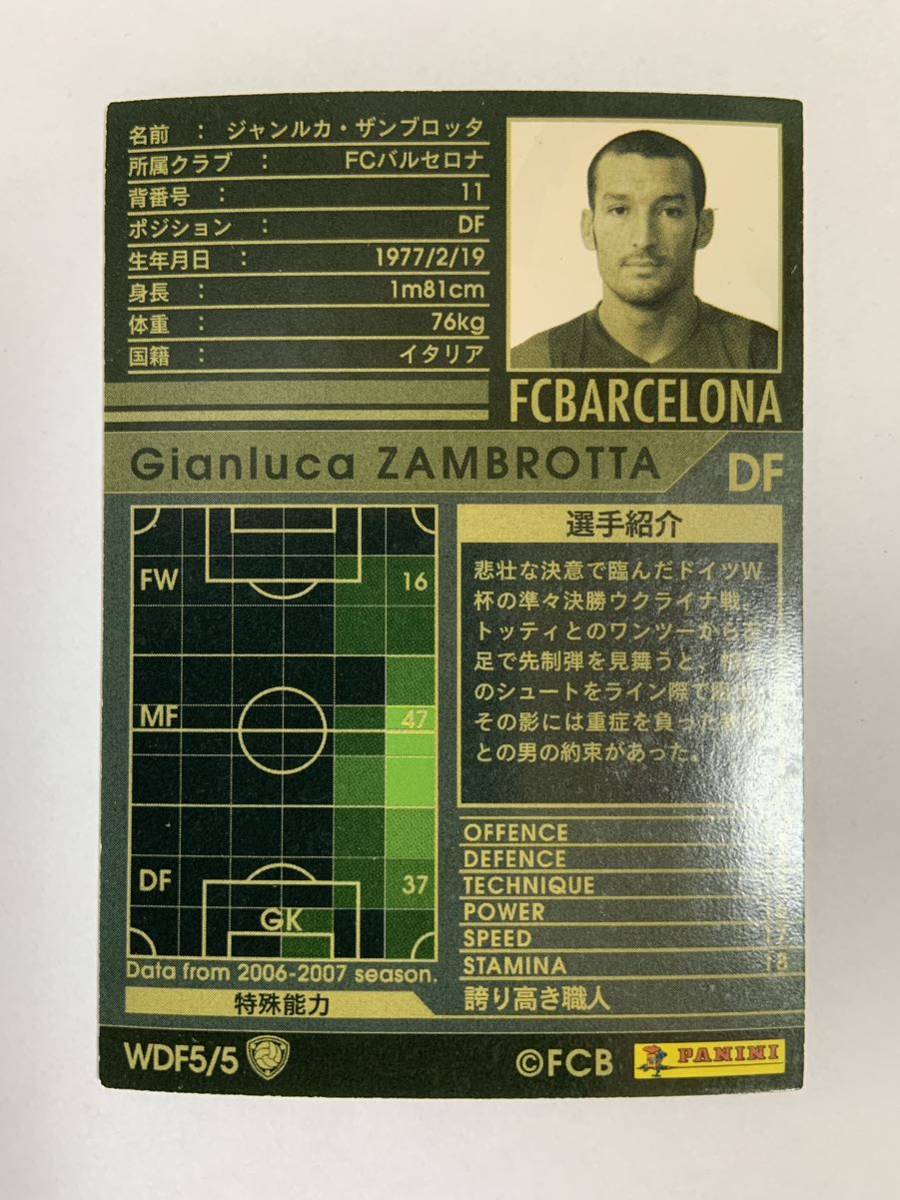 名前 : ジャンルカ・ザンブロッタ
所属クラブ : FCバルセロナ
背番号 : 11
ポジション : DF
生年月日 : 1977/2/19
身長 : 1m81cm
体重 : 76kg
国籍 : イタリア
FCBARCELONA
Gianluca ZAMBROTTA
DF
FW 16
MF 47
DF 37
GK
Data from 2006-2007 season.
選手紹介
悲壮な決意で臨んだドイツW
杯の準々決勝ウクライナ戦。
トッティとのワンツーから左
足で先制弾を見舞うと、
のシュートをライン際で
その影には重症を負った
との男の約束があった。
OFFENCE
DEFENCE
TECHNIQUE
POWER
SPEED 17
STAMINA 18
特殊能力 誇り高き職人
WDF5/5
©FCB
PANINI